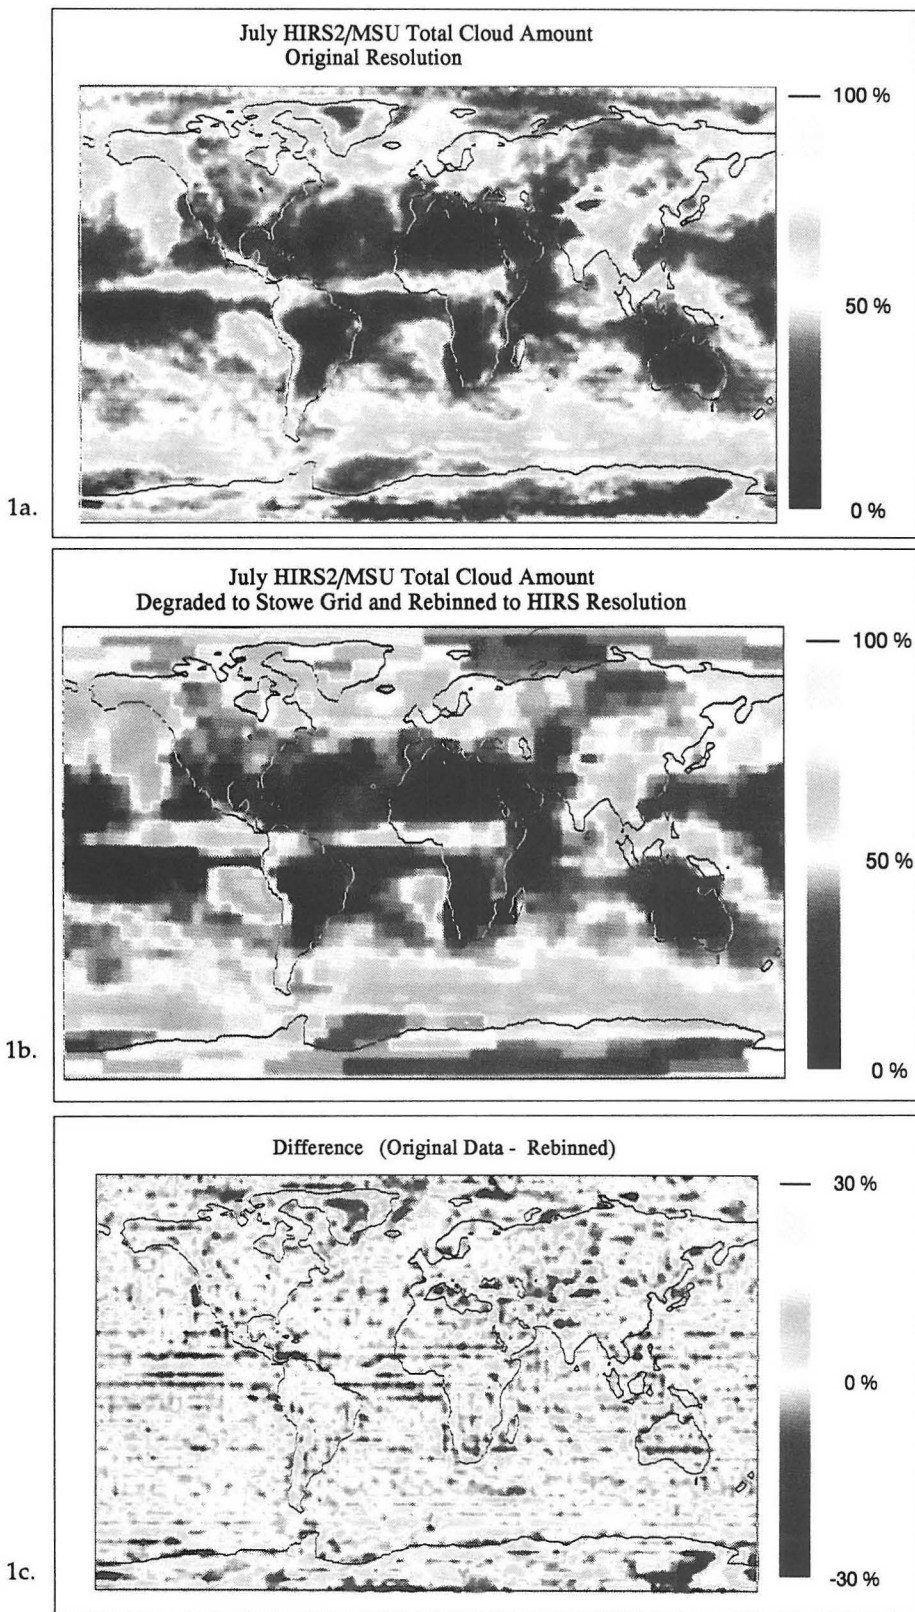 July HIRS2/MSU Total Cloud Amount
Original Resolution
100 %
50 %
0 %
1a.
July HIRS2/MSU Total Cloud Amount
Degraded to Stowe Grid and Rebinned to HIRS Resolution
100 %
50 %
0 %
1b.
Difference (Original Data - Rebinned)
30 %
0 %
-30 %
1c.